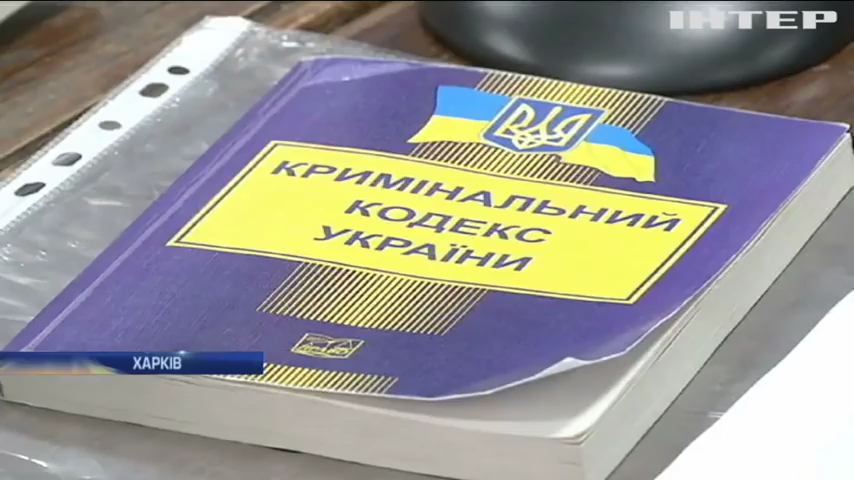 ІНТЕР
КРИМІНАЛЬНИЙ
КОДЕКС
УКРАЇНИ
ХАРКІВ